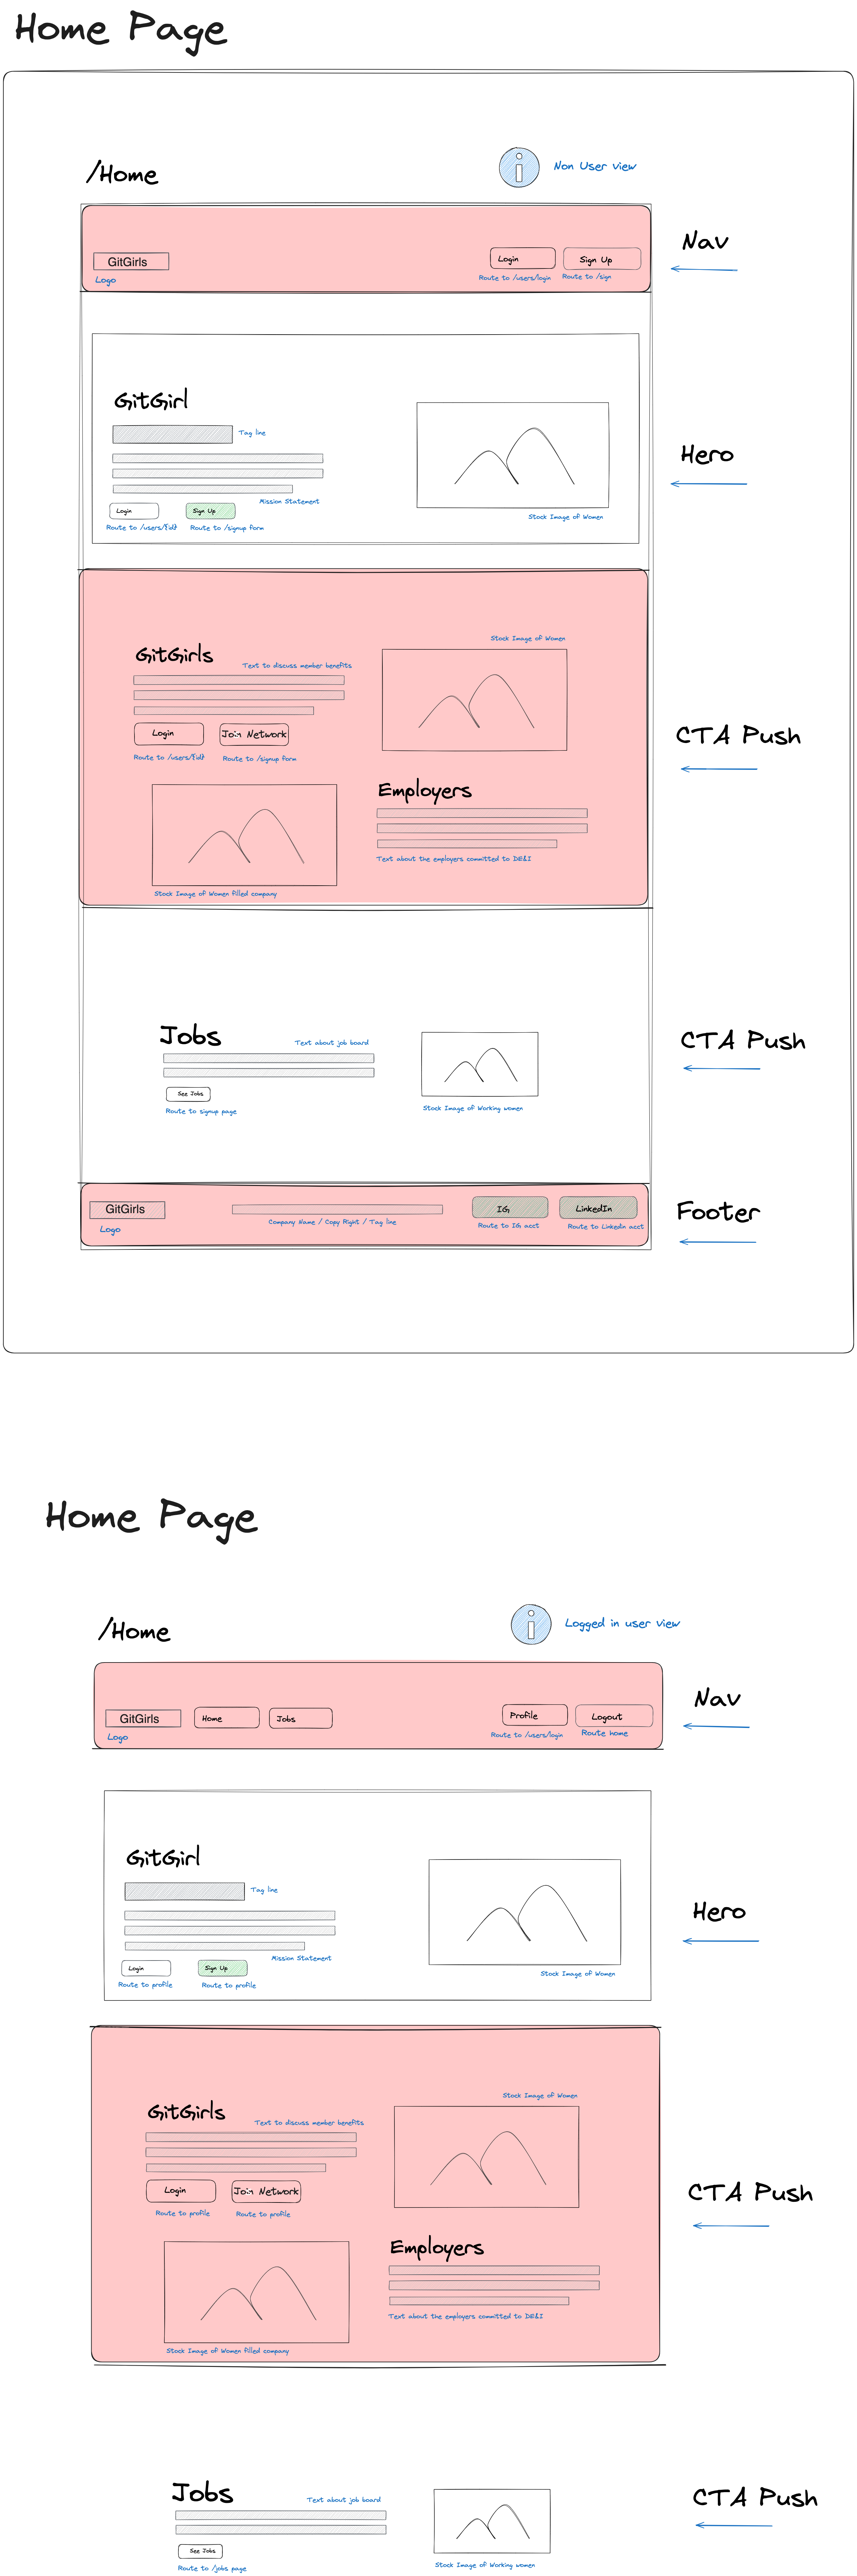 Home Page
/Home
Non User view
Nav
GitGirls
Logo
Login
Sign Up
Route to /users/login
Route to /sign
Hero
GitGirl
Tag line
Mission Statement
Login
Sign Up
Route to /users/
Route to /signup form
Stock Image of Women
CTA Push
GitGirls
Text to discuss member benefits
Login
Join Network
Route to /users/
Route to /signup form
Stock Image of Women
Employers
Text about the employers committed to DE&I
Stock Image of Women filled company
CTA Push
Jobs
Text about job board
See Jobs
Route to signup page
Stock Image of Working women
Footer
GitGirls
Logo
Company Name / Copy Right / Tag line
IG
LinkedIn
Route to IG acct
Route to Linkedin acct
Home Page
/Home
Logged in user view
Nav
GitGirls
Logo
Home
Jobs
Profile
Logout
Route to /users/login
Route home
Hero
GitGirl
Tag line
Mission Statement
Login
Sign Up
Route to profile
Route to profile
Stock Image of Women
CTA Push
GitGirls
Text to discuss member benefits
Login
Join Network
Route to profile
Route to profile
Stock Image of Women
Employers
Text about the employers committed to DE&I
Stock Image of Women filled company
CTA Push
Jobs
Text about job board
See Jobs
Route to /jobs page
Stock Image of Working women